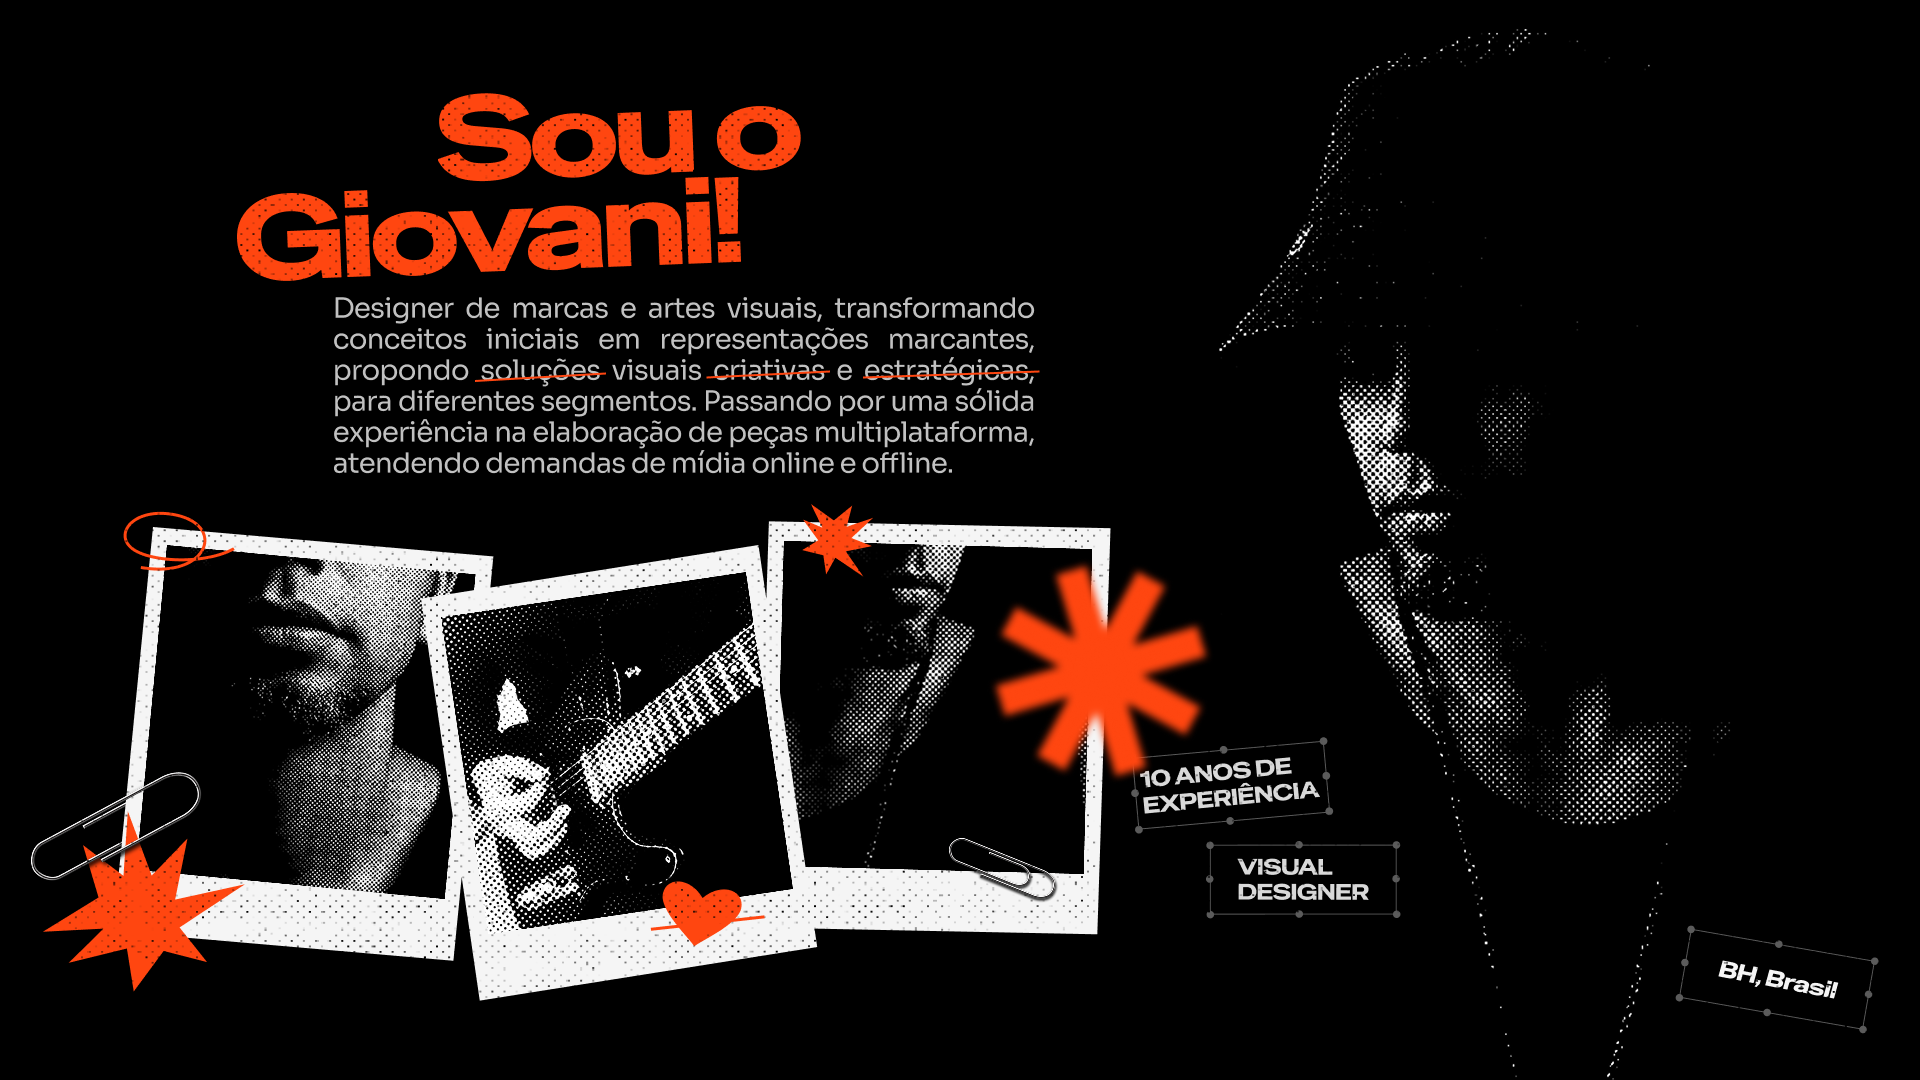 Sou o
Giovani!
Designer de marcas e artes visuais, transformando
conceitos iniciais em representações marcantes,
propondo soluções visuais criativas e estratégicas,
para diferentes segmentos. Passando por uma sólida
experiência na elaboração de peças multiplataforma,
atendendo demandas de mídia online e offline.
10 ANOS DE
EXPERIÊNCIA
VISUAL
DESIGNER
BH, Brasil